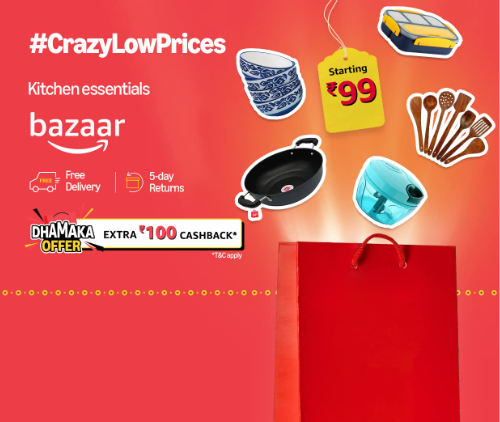 #CrazyLowPrices
Kitchen essentials
bazaar
FREE
Free
Delivery
5-day
Returns
DHAMAKA
OFFER
EXTRA ₹100 CASHBACK*
*T&C apply
Starting
₹99